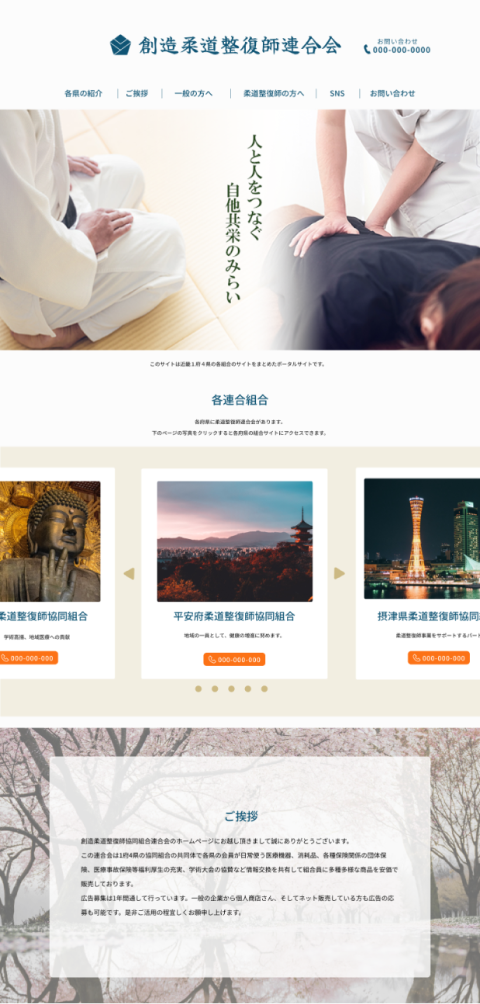 創造柔道整復師連合会
お問い合わせ
000-000-0000
各県の紹介
ご挨拶
一般の方へ
柔道整復師の方へ
SNS
お問い合わせ
人と人をつなぐ
自他共栄のみらい
このサイトは近畿１府４県の各組合のサイトをまとめたポータルサイトです。
各連合組合
各府県に柔道整復師連合会があります。
下のページの写真をクリックすると各府県の組合サイトにアクセスできます。
柔道整復師協同組合
学術高揚、地域医療への貢献
000-000-000
平安府柔道整復師協同組合
地域の一員として、健康の増進に努めます。
000-000-000
摂津県柔道整復師協同
柔道整復師事業をサポートするパート
000-000-000
ご挨拶
創造柔道整復師協同組合連合会のホームページにお越し頂きまして誠にありがとうございます。
この連合会は1府4県の協同組合の共同体で各県の会員が日常使う医療機器、消耗品、各種保険関係の団体保
険、医療事故保険等福利厚生の充実、学術大会の協賛など情報交換を共有して組合員に多種多様な商品を安価で
販売しております。
広告募集は1年間通して行っています。一般の企業から個人商店さん、そしてネット販売している方も広告の応
募も可能です。是非ご活用の程宜しくお願申し上げます。